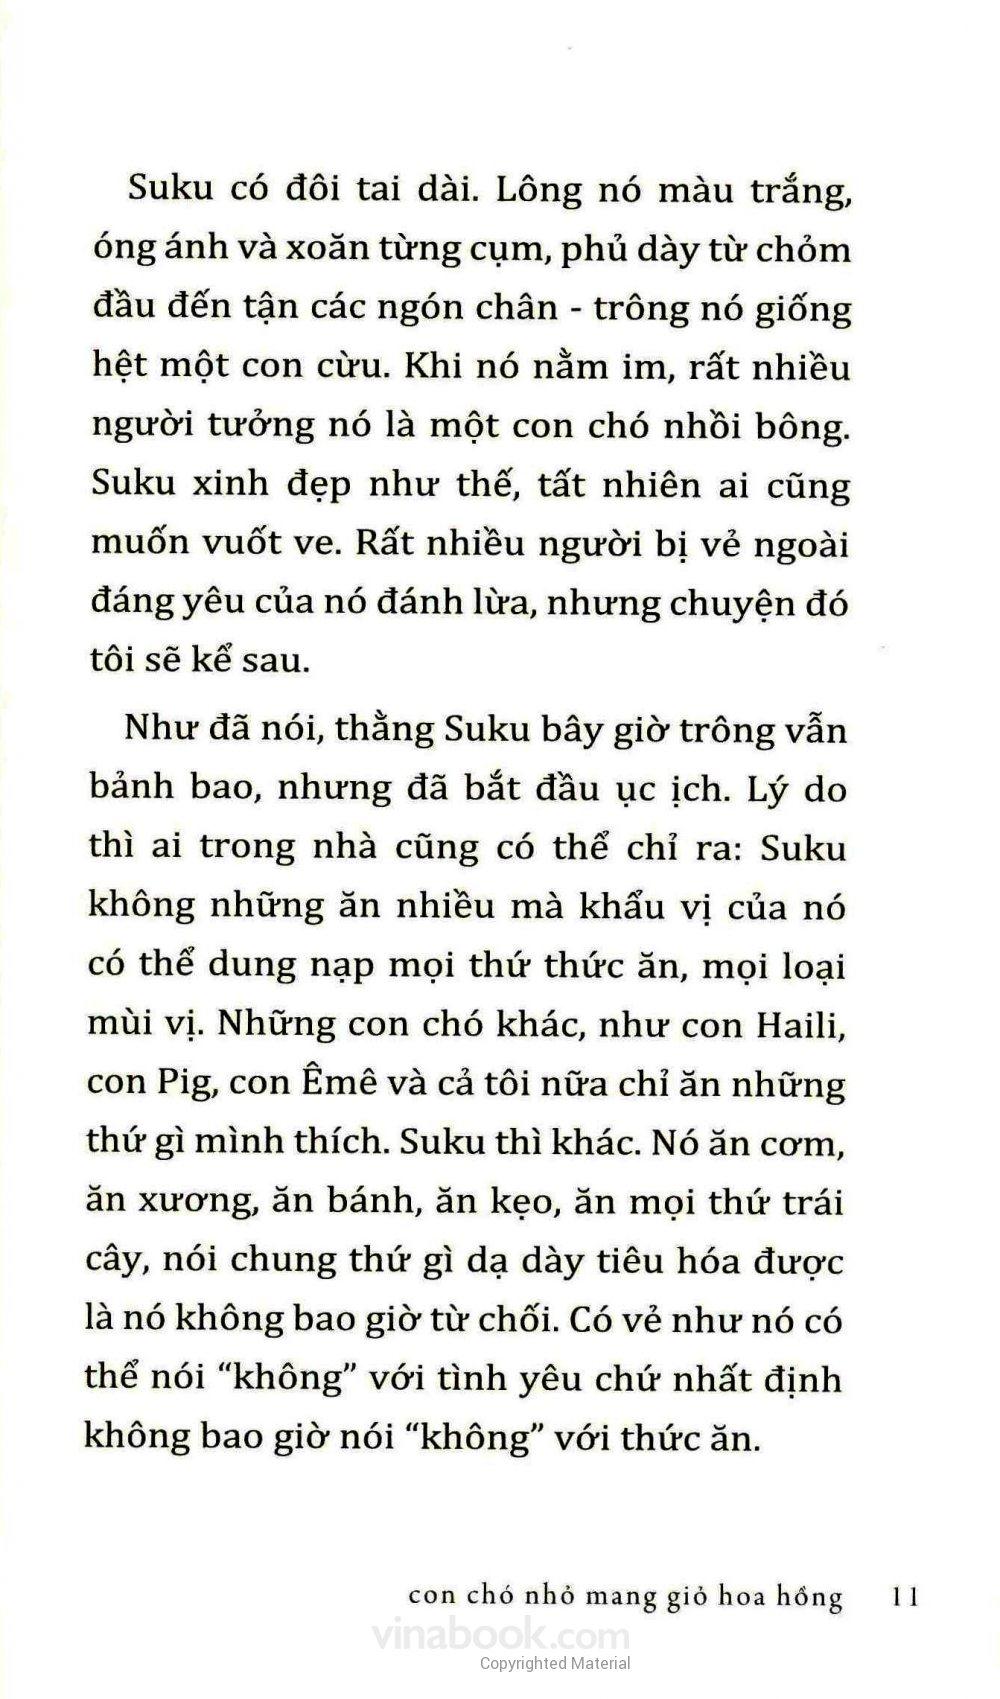 Suku có đôi tai dài. Lông nó màu trắng,
óng ánh và xoăn từng cụm, phủ dày từ chỏm
đầu đến tận các ngón chân - trông nó giống
hệt một con cừu. Khi nó nằm im, rất nhiều
người tưởng nó là một con chó nhồi bông.
Suku xinh đẹp như thế, tất nhiên ai cũng
muốn vuốt ve. Rất nhiều người bị vẻ ngoài
đáng yêu của nó đánh lừa, nhưng chuyện đó
tôi sẽ kể sau.
Như đã nói, thằng Suku bây giờ trông vẫn
bảnh bao, nhưng đã bắt đầu ục ịch. Lý do
thì ai trong nhà cũng có thể chỉ ra: Suku
không những ăn nhiều mà khẩu vị của nó
có thể dung nạp mọi thứ thức ăn, mọi loại
mùi vị. Những con chó khác, như con Haili,
con Pig, con Êmê và cả tôi nữa chỉ ăn những
thứ gì mình thích. Suku thì khác. Nó ăn cơm,
ăn xương, ăn bánh, ăn kẹo, ăn mọi thứ trái
cây, nói chung thứ gì dạ dày tiêu hóa được
là nó không bao giờ từ chối. Có vẻ như nó có
thể nói “không” với tình yêu chứ nhất định
không bao giờ nói “không” với thức ăn.
con chó nhỏ mang giỏ hoa hồng 11
vinabook.com
Copyrighted Material